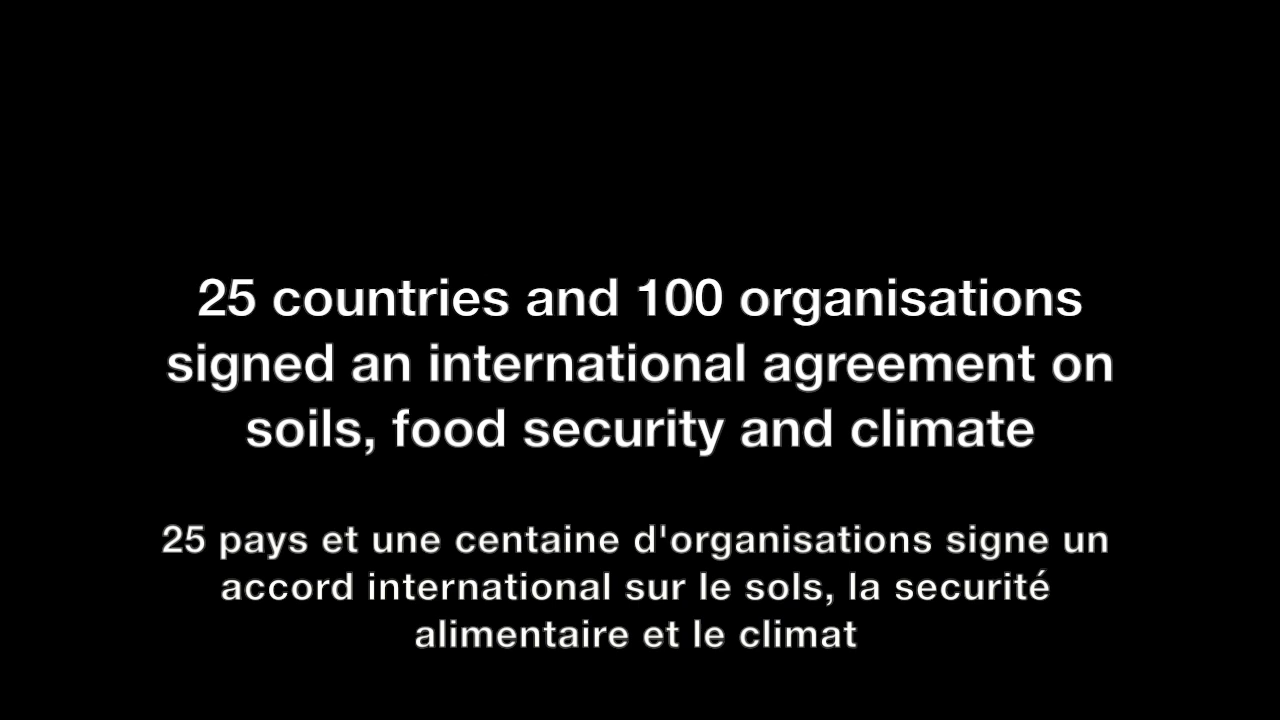 25 countries and 100 organisations
signed an international agreement on
soils, food security and climate
25 pays et une centaine d'organisations signe un
accord international sur le sols, la securité
alimentaire et le climat